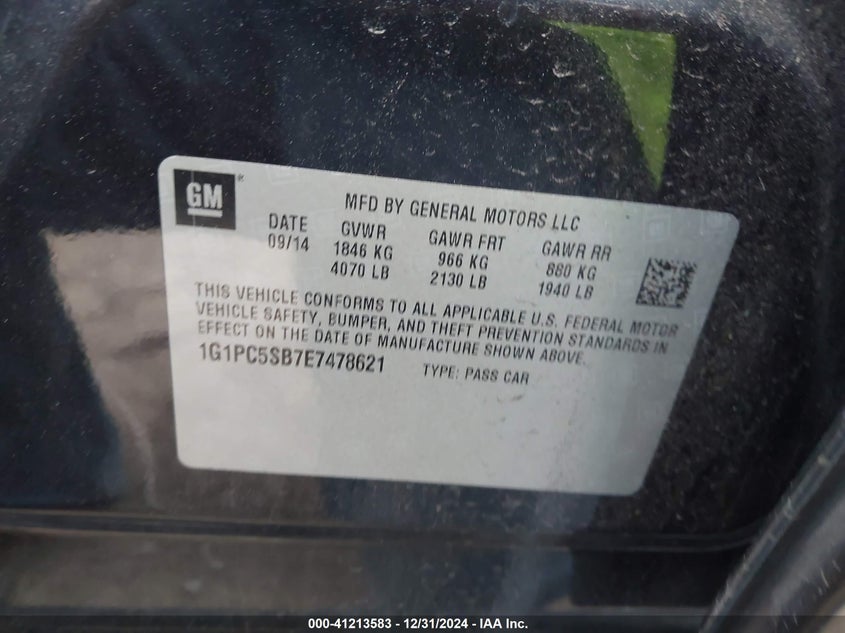 GM
MFD BY GENERAL MOTORS LLC
DATE GVWR GAWR FRT GAWR RR
09/14 1846 KG 966 KG 880 KG
4070 LB 2130 LB 1940 LB
THIS VEHICLE CONFORMS TO ALL APPLICABLE U.S. FEDERAL MOTOR
VEHICLE SAFETY, BUMPER, AND THEFT PREVENTION STANDARDS IN
EFFECT ON THE DATE OF MANUFACTURE SHOWN ABOVE.
1G1PC5SB7E7478621 TYPE: PASS CAR
000-41213583 - 12/31/2024 - IAA Inc.